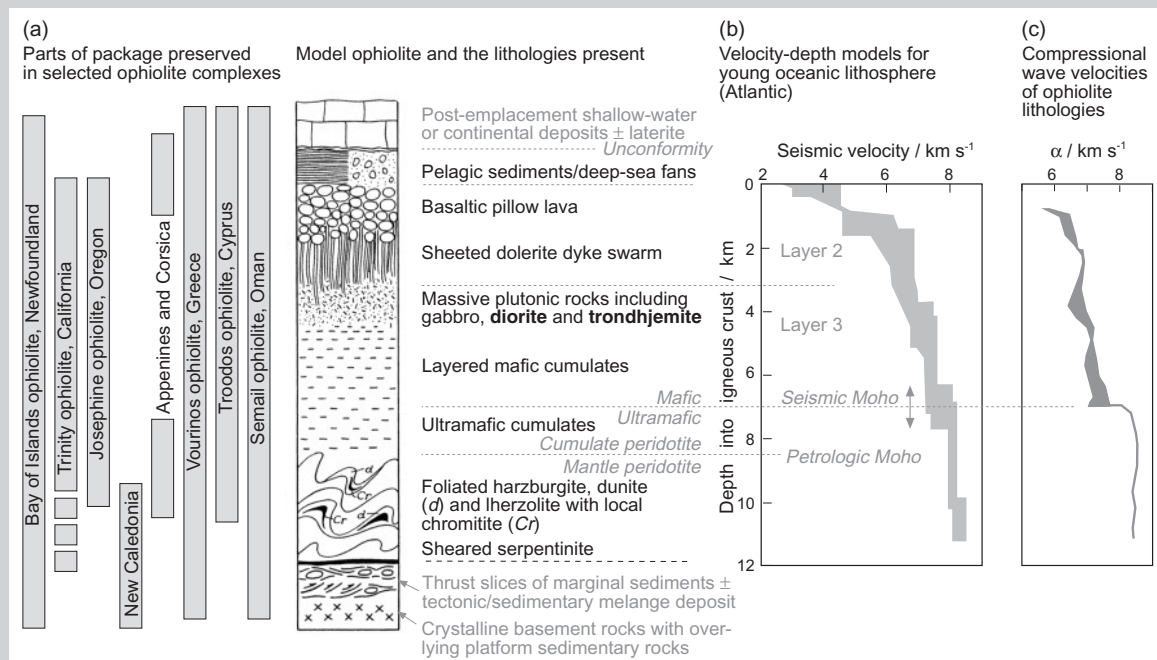 (a)
Parts of package preserved
in selected ophiolite complexes
Bay of Islands ophiolite, Newfoundland
Trinity ophiolite, California
Josephine ophiolite, Oregon
New Caledonia
Appenines and Corsica
Vourinos ophiolite, Greece
Troodos ophiolite, Cyprus
Semail ophiolite, Oman
Model ophiolite and the lithologies present
Post-emplacement shallow-water
or continental deposits ± laterite
Unconformity
Pelagic sediments/deep-sea fans
Basaltic pillow lava
Sheeted dolerite dyke swarm
Massive plutonic rocks including
gabbro, diorite and trondhjemite
Layered mafic cumulates
Mafic
Ultramafic
Ultramafic cumulates
Cumulate peridotite
Mantle peridotite
Foliated harzburgite, dunite
(d) and lherzolite with local
chromitite (Cr)
Sheared serpentinite
Thrust slices of marginal sediments ±
tectonic/sedimentary melange deposit
Crystalline basement rocks with over-
lying platform sedimentary rocks
d
Cr
Cr
d
(b)
Velocity-depth models for
young oceanic lithosphere
(Atlantic)
Seismic velocity / km s-1
2 4 6 8
0
2
4
6
8
10
12
Depth into igneous crust / km
Layer 2
Layer 3
Seismic Moho
Petrologic Moho
(c)
Compressional
wave velocities
of ophiolite
lithologies
α / km s-1
6 8